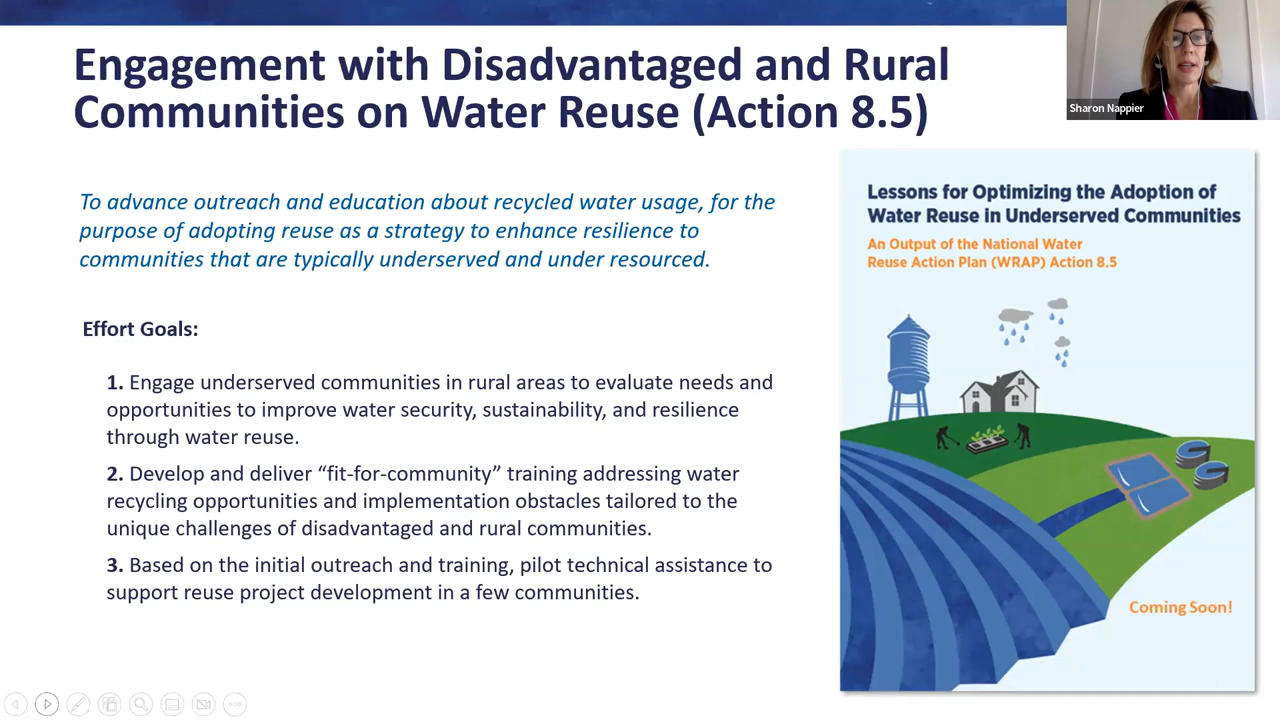 Engagement with Disadvantaged and Rural
Communities on Water Reuse (Action 8.5)
Sharon Nappier
To advance outreach and education about recycled water usage, for the
purpose of adopting reuse as a strategy to enhance resilience to
communities that are typically underserved and under resourced.
Effort Goals:
1. Engage underserved communities in rural areas to evaluate needs and
opportunities to improve water security, sustainability, and resilience
through water reuse.
2. Develop and deliver “fit-for-community” training addressing water
recycling opportunities and implementation obstacles tailored to the
unique challenges of disadvantaged and rural communities.
3. Based on the initial outreach and training, pilot technical assistance to
support reuse project development in a few communities.
Lessons for Optimizing the Adoption of
Water Reuse in Underserved Communities
An Output of the National Water
Reuse Action Plan (WRAP) Action 8.5
Coming Soon!